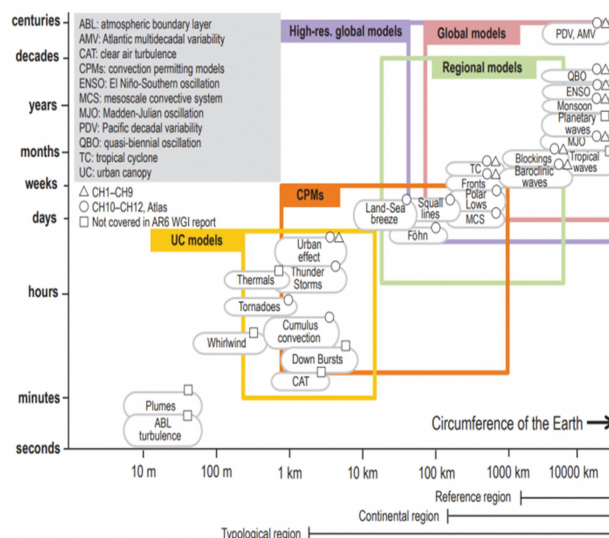 centuries
decades
years
months
weeks
days
hours
minutes
seconds
ABL: atmospheric boundary layer
AMV: Atlantic multidecadal variability
CAT: clear air turbulence
CPMs: convection permitting models
ENSO: El Niño-Southern oscillation
MCS: mesoscale convective system
MJO: Madden-Julian oscillation
PDV: Pacific decadal variability
QBO: quasi-biennial oscillation
TC: tropical cyclone
UC: urban canopy
CH1–CH9
CH10–CH12, Atlas
Not covered in AR6 WGI report
High-res. global models
Global models
Regional models
CPMs
UC models
PDV, AMV
QBO
ENSO
Monsoon
Planetary
waves
MJO
Tropical
waves
Blockings
Baroclinic
waves
TC
Fronts
Polar
Lows
MCS
Squall
lines
Land-Sea
breeze
Föhn
Urban
effect
Thunder
Storms
Thermals
Tornadoes
Cumulus
convection
Whirlwind
Down Bursts
CAT
Plumes
ABL
turbulence
Circumference of the Earth
10 m
100 m
1 km
10 km
100 km
1000 km
10000 km
Reference region
Continental region
Typological region